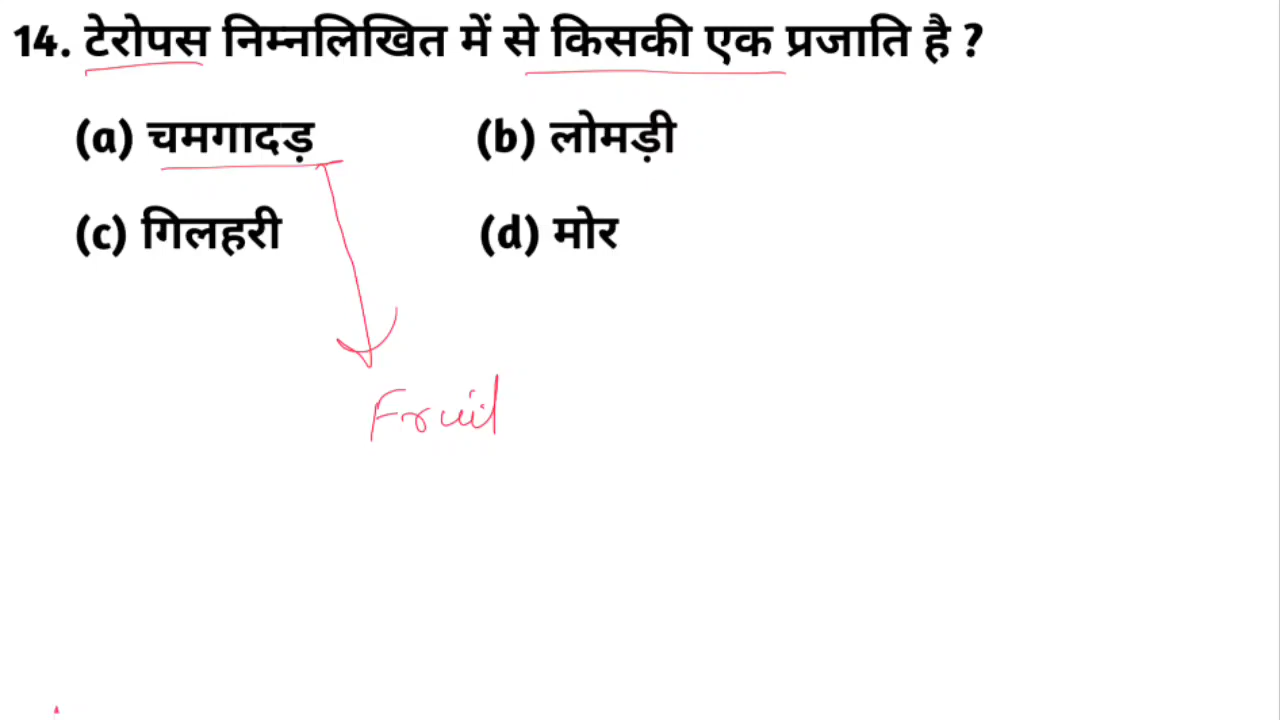 14. टेरोपस निम्नलिखित में से किसकी एक प्रजाति है ?
(a) चमगादड़ (b) लोमड़ी
(c) गिलहरी (d) मोर
Fruit